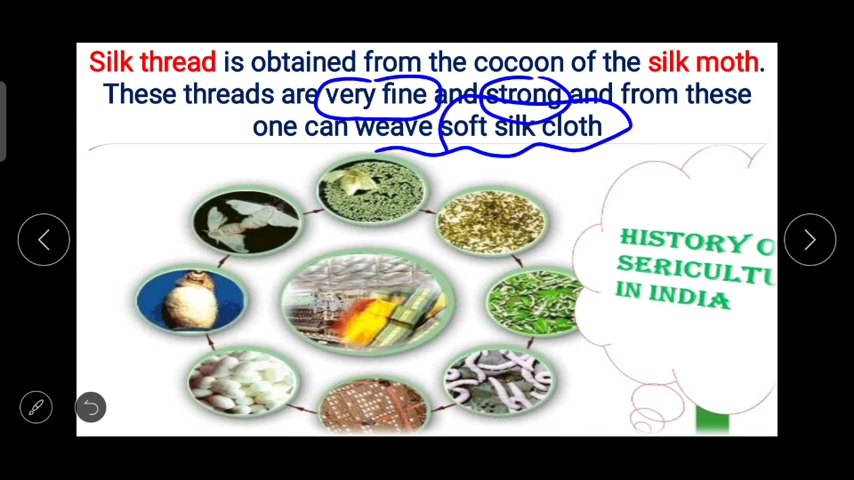 Silk thread is obtained from the cocoon of the silk moth.
These threads are very fine and strong and from these
one can weave soft silk cloth
HISTORY O
SERICULTU
IN INDIA